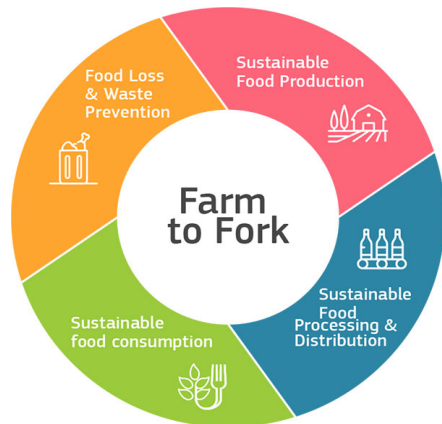 Food Loss
& Waste
Prevention
Sustainable
Food Production
Farm
to Fork
Sustainable
Food
Processing &
Distribution
Sustainable
food consumption